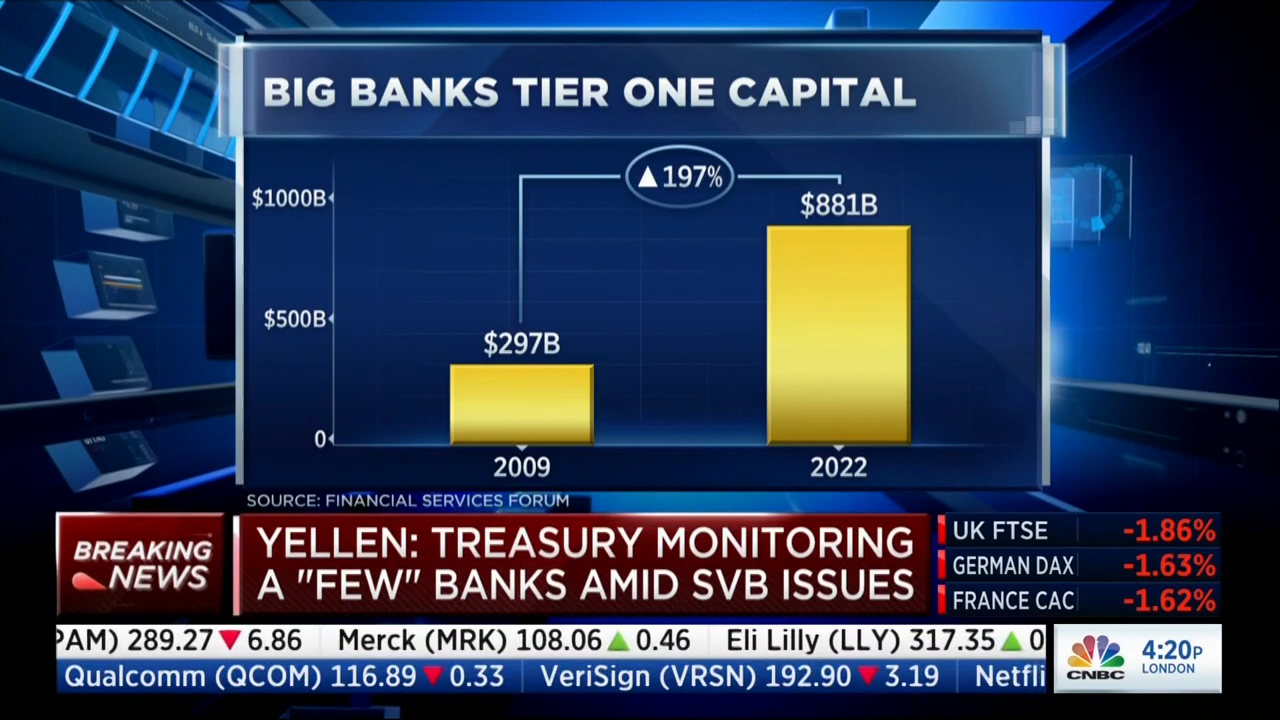 BIG BANKS TIER ONE CAPITAL
▲197%
$1000B
$881B
$500B
$297B
0
2009 2022
SOURCE: FINANCIAL SERVICES FORUM
BREAKING
NEWS
YELLEN: TREASURY MONITORING
A "FEW" BANKS AMID SVB ISSUES
UK FTSE -1.86%
GERMAN DAX -1.63%
FRANCE CAC -1.62%
PAM) 289.27▼6.86 Merck (MRK) 108.06▲0.46 Eli Lilly (LLY) 317.35▲0
Qualcomm (QCOM) 116.89▼0.33 VeriSign (VRSN) 192.90▼3.19 Netfli
CNBC
4:20P
LONDON